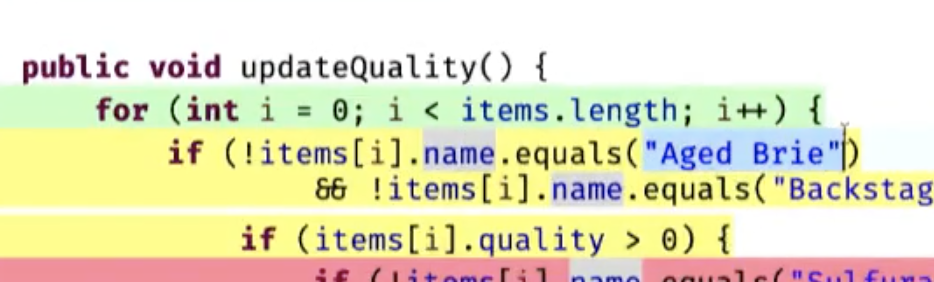 public void updateQuality() {
for (int i = 0; i < items.length; i++) {
if (!items[i].name.equals("Aged Brie")
&& !items[i].name.equals("Backstag
if (items[i].quality > 0) {
if (!items[i].name.equals("Sulfura